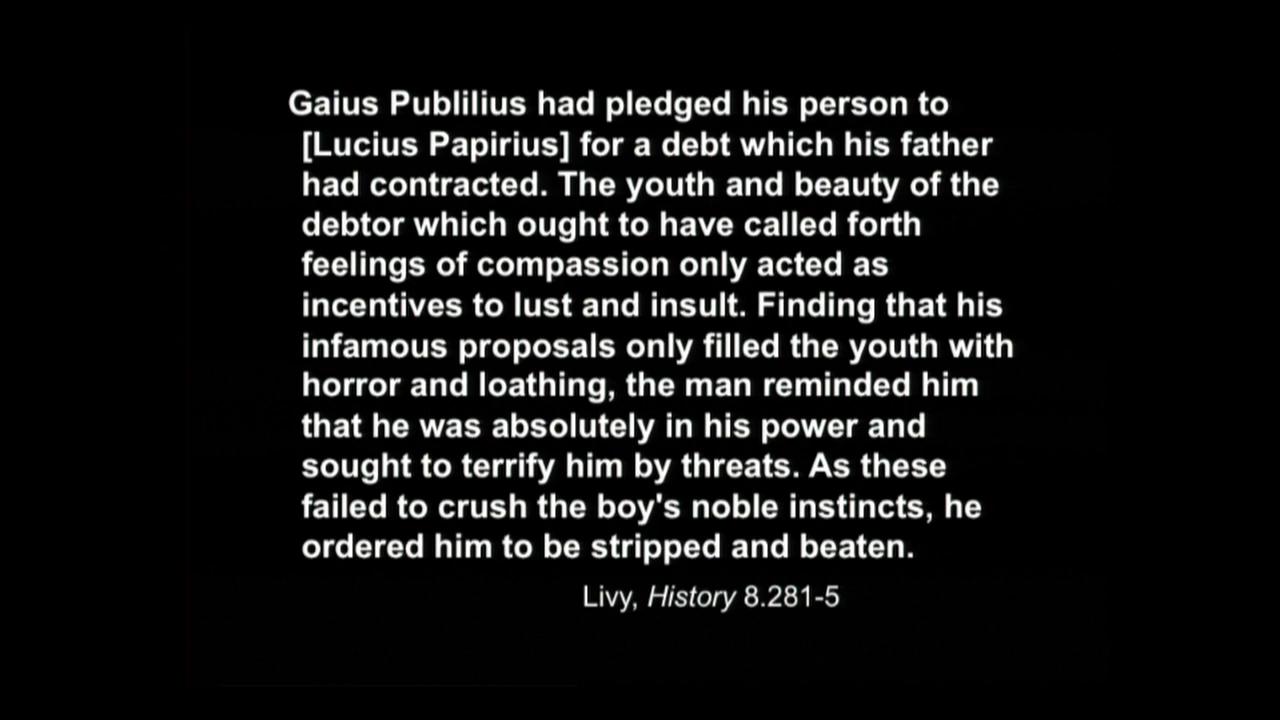 Gaius Publilius had pledged his person to
[Lucius Papirius] for a debt which his father
had contracted. The youth and beauty of the
debtor which ought to have called forth
feelings of compassion only acted as
incentives to lust and insult. Finding that his
infamous proposals only filled the youth with
horror and loathing, the man reminded him
that he was absolutely in his power and
sought to terrify him by threats. As these
failed to crush the boy's noble instincts, he
ordered him to be stripped and beaten.
Livy, History 8.281-5